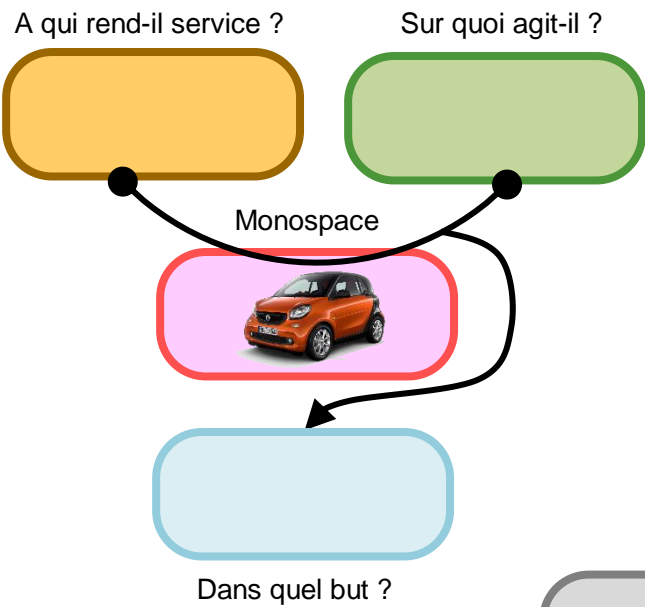 A qui rend-il service ?
Sur quoi agit-il ?
Monospace
Dans quel but ?